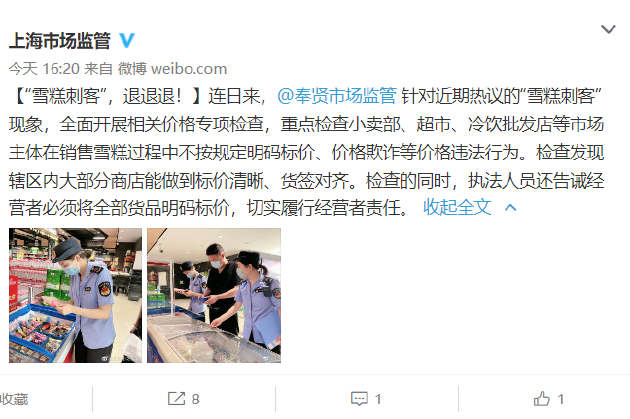 上海市场监管
今天 16:20 来自 微博 weibo.com
【“雪糕刺客”，退退退！】连日来，@奉贤市场监管 针对近期热议的“雪糕刺客”
现象，全面开展相关价格专项检查，重点检查小卖部、超市、冷饮批发店等市场
主体在销售雪糕过程中不按规定明码标价、价格欺诈等价格违法行为。检查发现
辖区内大部分商店能做到标价清晰、货签对齐。检查的同时，执法人员还告诫经
营者必须将全部货品明码标价，切实履行经营者责任。 收起全文
收藏 8 1 1